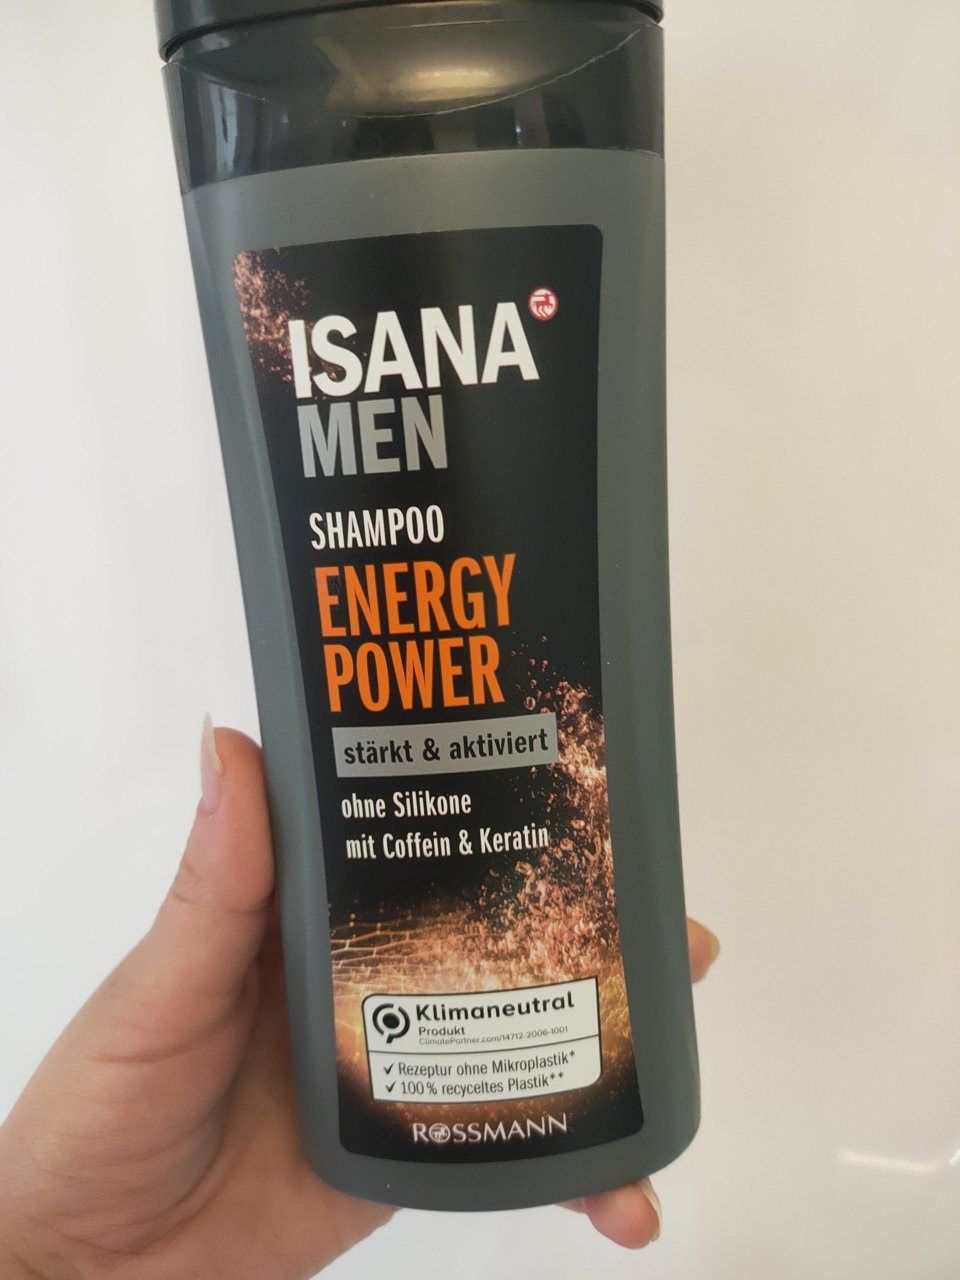 ISANA
MEN
SHAMPOO
ENERGY
POWER
stärkt & aktiviert
ohne Silikone
mit Coffein & Keratin
Klimaneutral
Produkt
ClimatePartner.com/14712-2006-1001
✓ Rezeptur ohne Mikroplastik*
✓ 100% recyceltes Plastik**
ROSSMANN